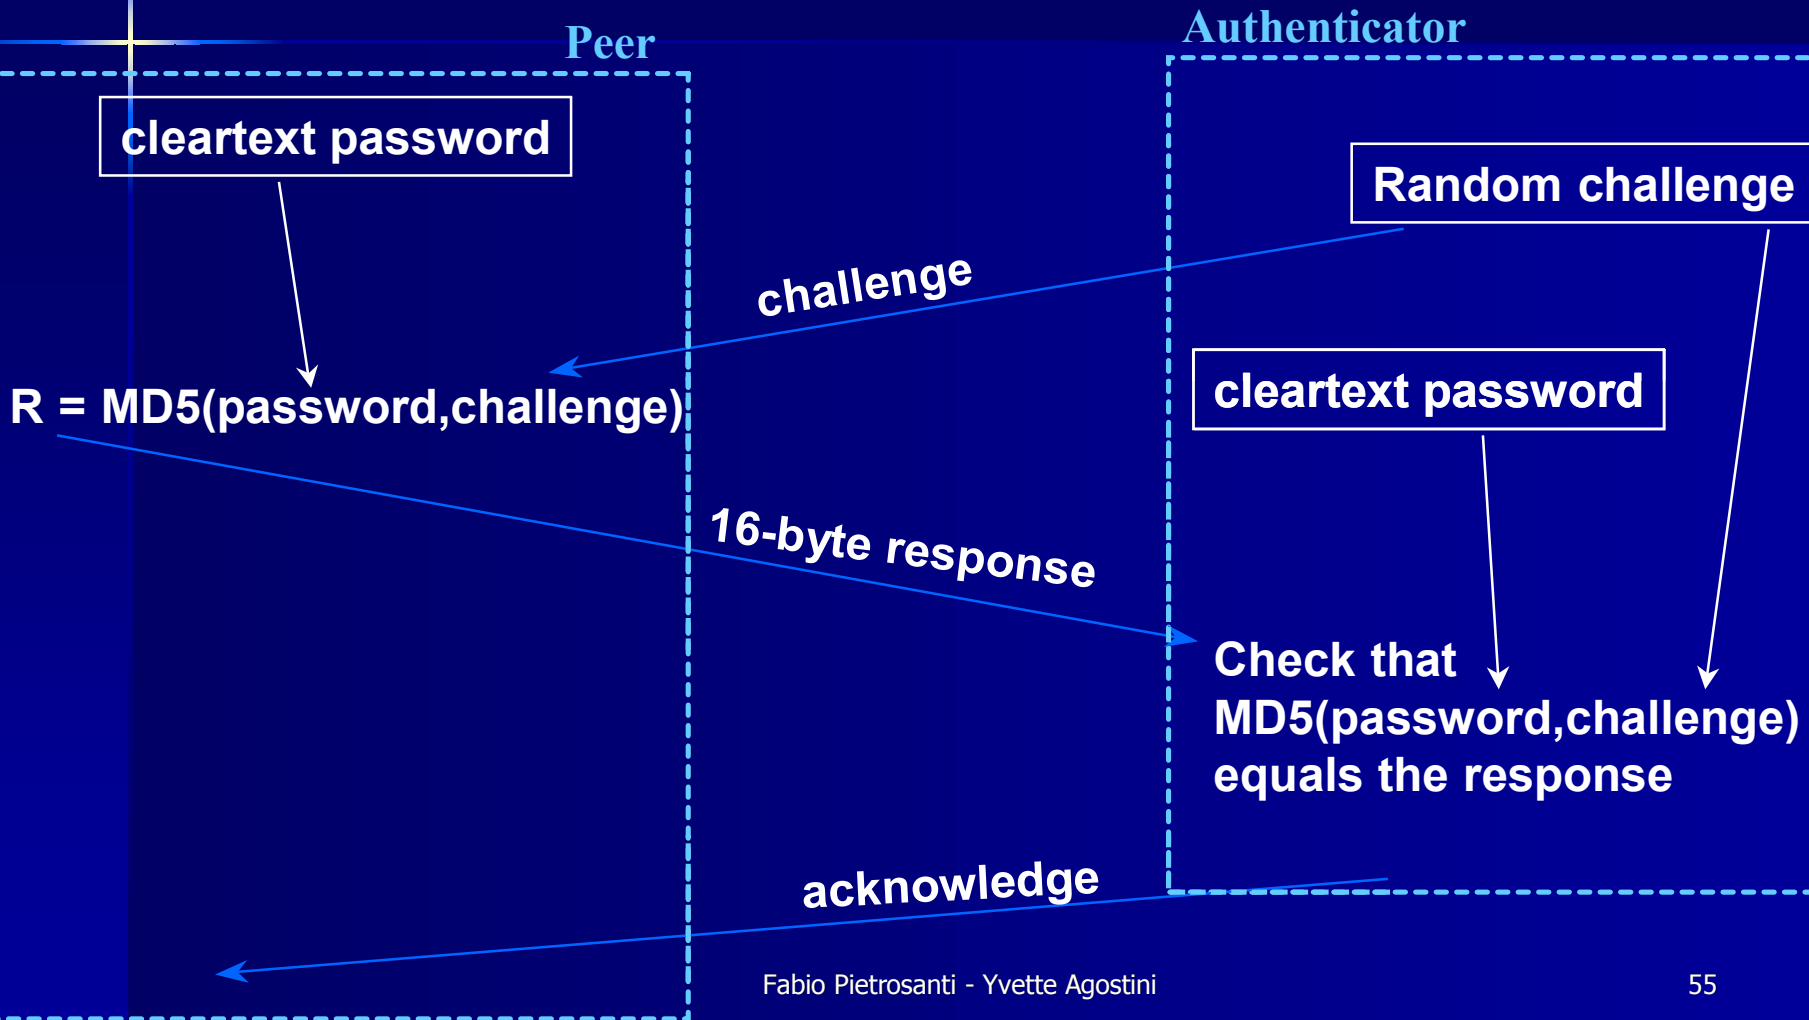 Peer
Authenticator
cleartext password
Random challenge
challenge
cleartext password
R = MD5(password,challenge)
16-byte response
Check that
MD5(password,challenge)
equals the response
acknowledge
Fabio Pietrosanti - Yvette Agostini
55